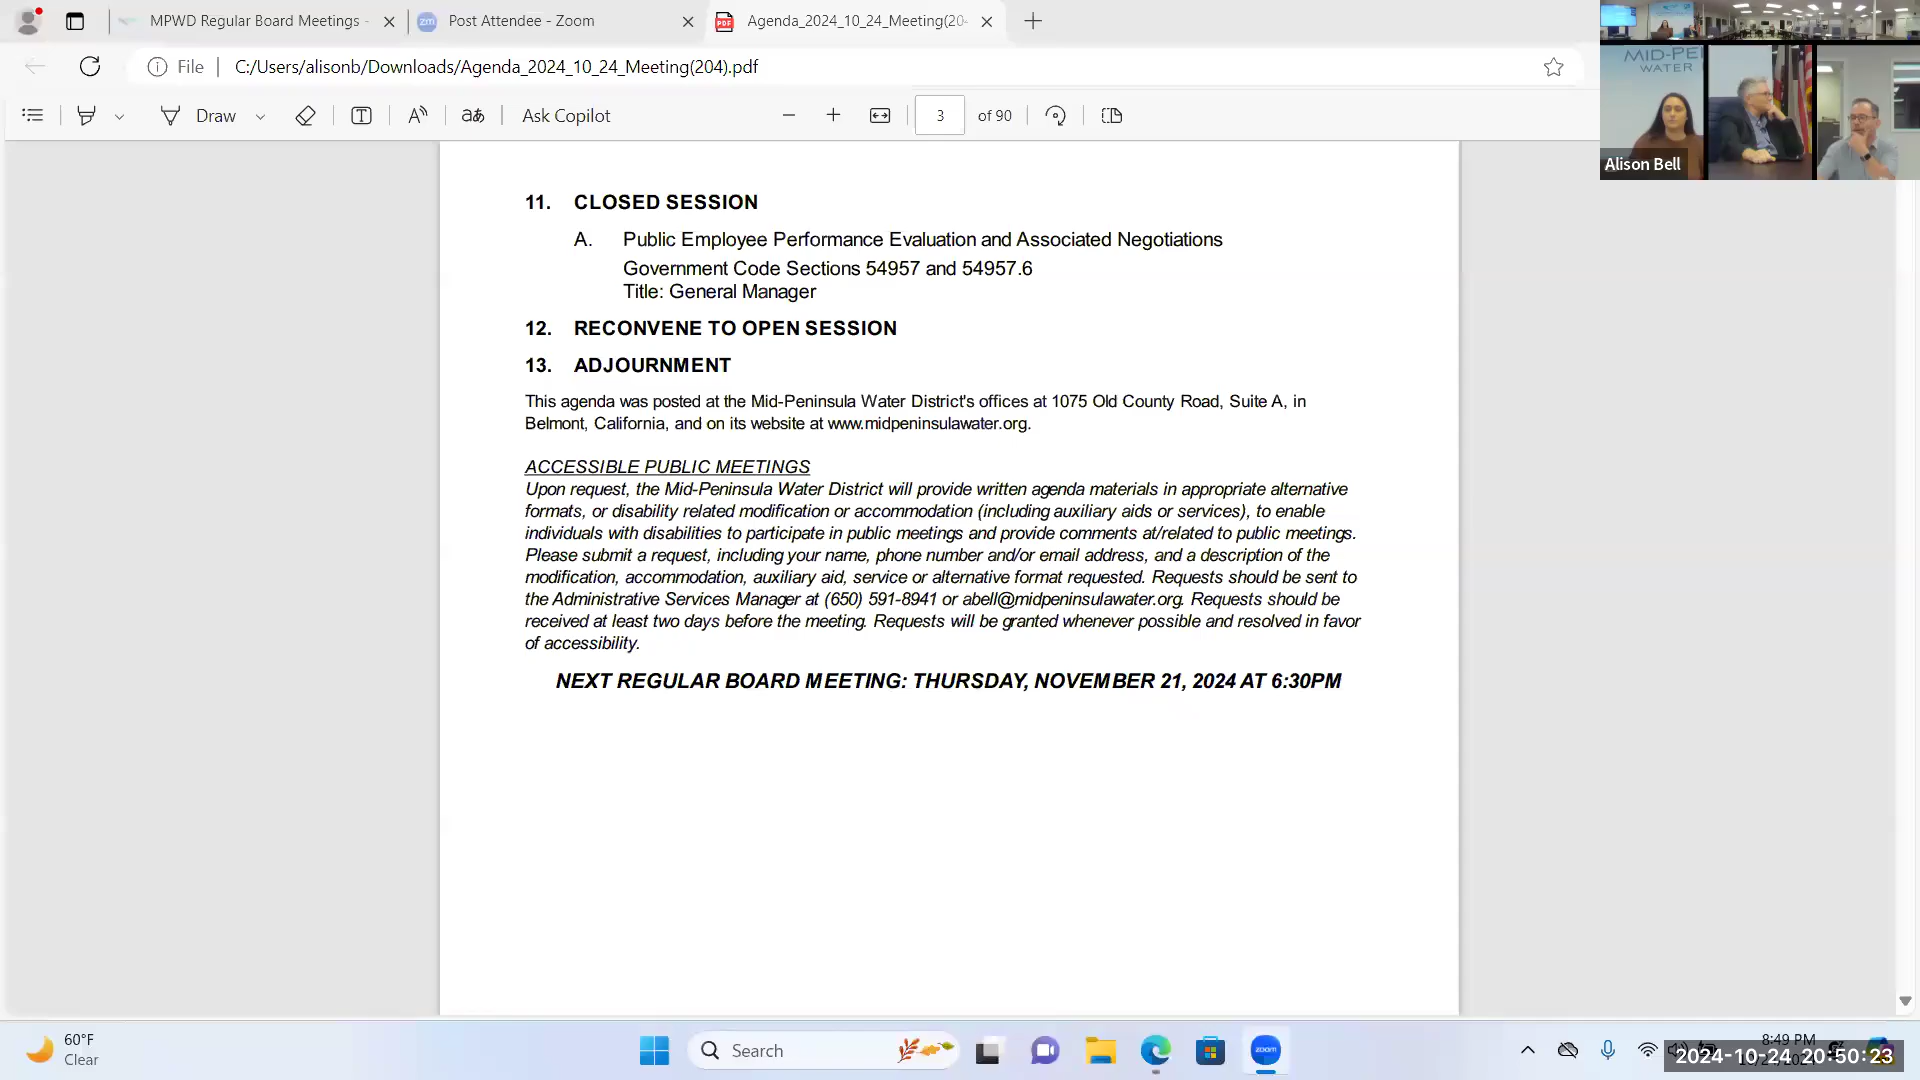 MPWD Regular Board Meetings -
Post Attendee - Zoom
Agenda_2024_10_24_Meeting(20
File
C:/Users/alisonb/Downloads/Agenda_2024_10_24_Meeting(204).pdf
Draw
Ask Copilot
3 of 90
MID-PE
WATER
Alison Bell
11. CLOSED SESSION
A. Public Employee Performance Evaluation and Associated Negotiations
Government Code Sections 54957 and 54957.6
Title: General Manager
12. RECONVENE TO OPEN SESSION
13. ADJOURNMENT
This agenda was posted at the Mid-Peninsula Water District's offices at 1075 Old County Road, Suite A, in
Belmont, California, and on its website at www.midpeninsulawater.org.
ACCESSIBLE PUBLIC MEETINGS
Upon request, the Mid-Peninsula Water District will provide written agenda materials in appropriate alternative
formats, or disability related modification or accommodation (including auxiliary aids or services), to enable
individuals with disabilities to participate in public meetings and provide comments at/related to public meetings.
Please submit a request, including your name, phone number and/or email address, and a description of the
modification, accommodation, auxiliary aid, service or alternative format requested. Requests should be sent to
the Administrative Services Manager at (650) 591-8941 or abell@midpeninsulawater.org. Requests should be
received at least two days before the meeting. Requests will be granted whenever possible and resolved in favor
of accessibility.
NEXT REGULAR BOARD MEETING: THURSDAY, NOVEMBER 21, 2024 AT 6:30PM
60°F
Clear
Search
zoom
8:49 PM
2024-10-24 20:50:23